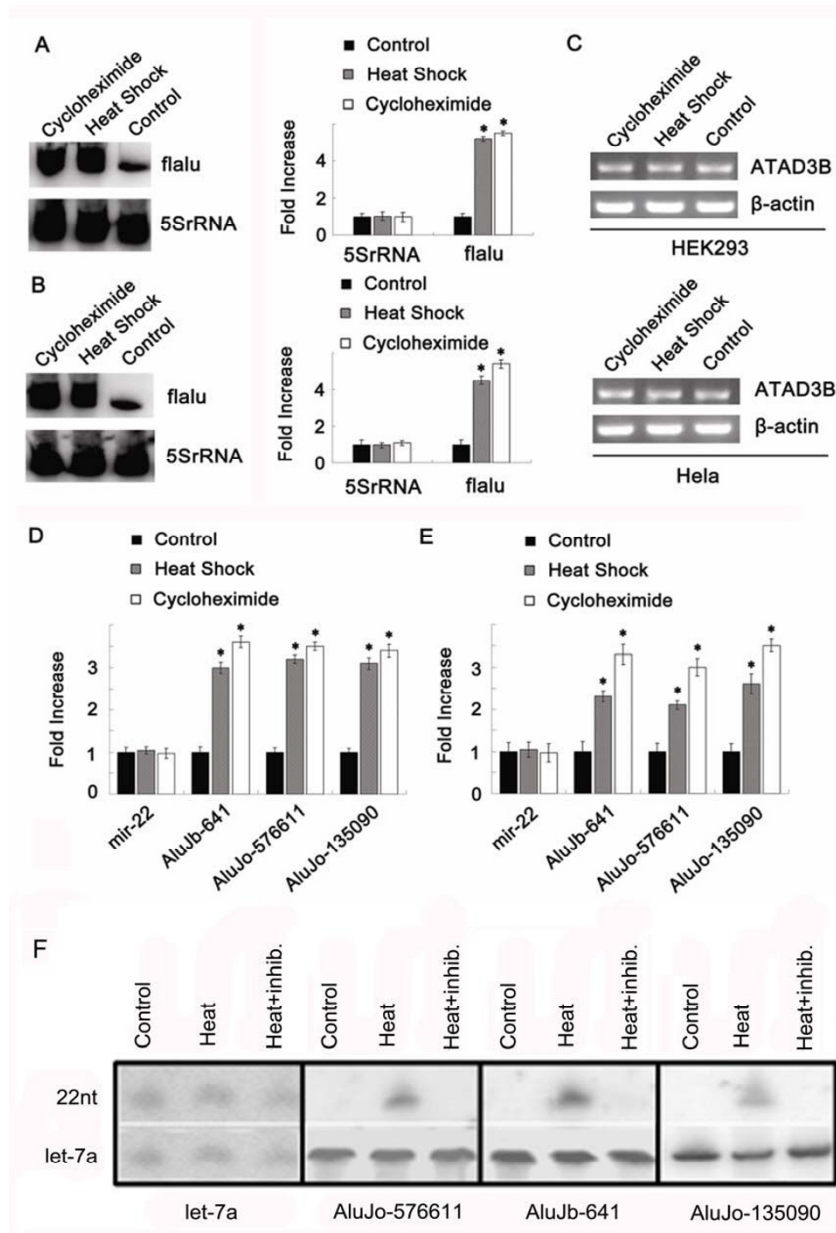 A
Cycloheximide
Heat Shock
Control
flalu
5SrRNA
Control
Heat Shock
Cycloheximide
Fold Increase
4
2
0
5SrRNA
flalu
* *
C
Cycloheximide
Heat Shock
Control
ATAD3B
β-actin
HEK293
B
Cycloheximide
Heat Shock
Control
flalu
5SrRNA
Control
Heat Shock
Cycloheximide
Fold Increase
4
2
0
5SrRNA
flalu
* *
Cycloheximide
Heat Shock
Control
ATAD3B
β-actin
Hela
D
Control
Heat Shock
Cycloheximide
Fold Increase
3
2
1
0
* * * * * *
mir-22
AluJb-641
AluJo-576611
AluJo-135090
E
Control
Heat Shock
Cycloheximide
Fold Increase
3
2
1
0
* * * * * *
mir-22
AluJb-641
AluJo-576611
AluJo-135090
F
Control
Heat
Heat+inhib.
Control
Heat
Heat+inhib.
Control
Heat
Heat+inhib.
Control
Heat
Heat+inhib.
22nt
let-7a
let-7a
AluJo-576611
AluJb-641
AluJo-135090